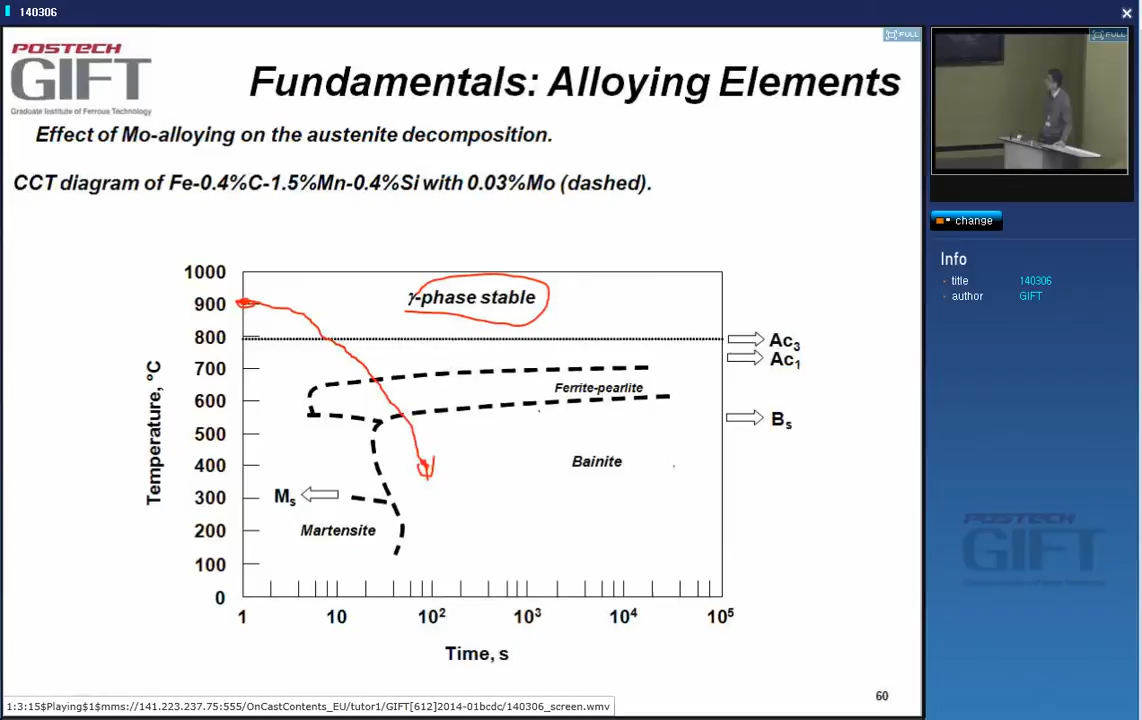 140306
POSTECH
GIFT
Graduate Institute of Ferrous Technology
FULL
FULL
Fundamentals: Alloying Elements
Effect of Mo-alloying on the austenite decomposition.
CCT diagram of Fe-0.4%C-1.5%Mn-0.4%Si with 0.03%Mo (dashed).
change
Info
title 140306
author GIFT
Temperature, °C
1000
900
800
700
600
500
400
300
200
100
0
γ-phase stable
Ac3
Ac1
Ferrite-pearlite
Bs
Bainite
Ms
Martensite
1 10 10² 10³ 10⁴ 10⁵
Time, s
POSTECH
GIFT
60
1:3:15$Playing$1$mms://141.223.237.75:555/OnCastContents_EU/tutor1/GIFT[612]2014-01bcdc/140306_screen.wmv